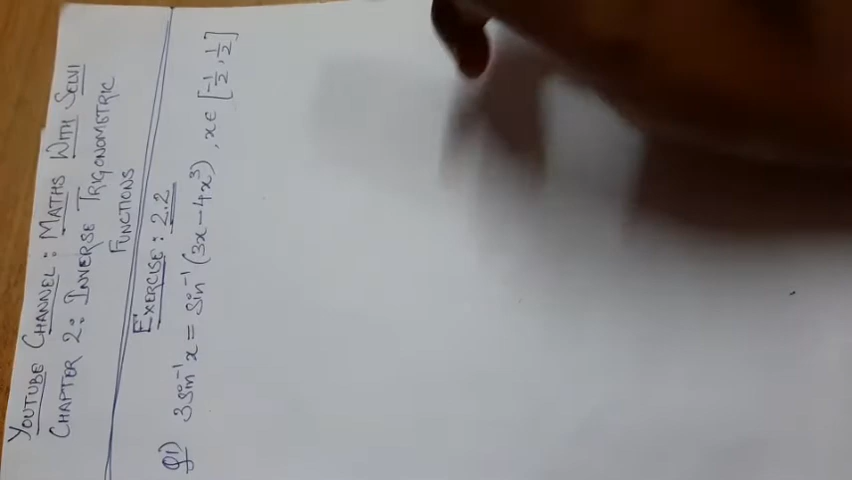 YOUTUBE CHANNEL : MATHS WITH SELVI
CHAPTER 2 : INVERSE TRIGONOMETRIC
FUNCTIONS
EXERCISE : 2.2
Q1) 3sin⁻¹x = sin⁻¹(3x-4x³), x∈[-1/2, 1/2]